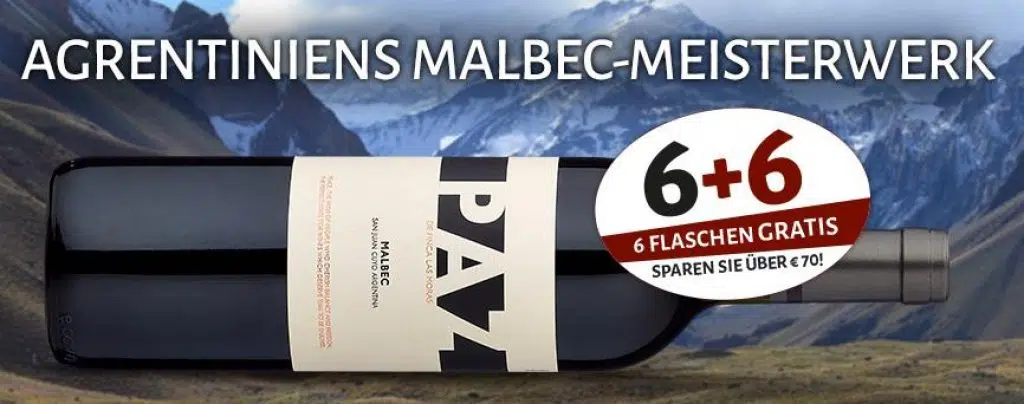 AGRENTINIENS MALBEC-MEISTERWERK
6+6
6 FLASCHEN GRATIS
SPAREN SIE ÜBER € 70!
PAZ
DE FINCA LAS MORAS
MALBEC
SAN JUAN CUYO ARGENTINA